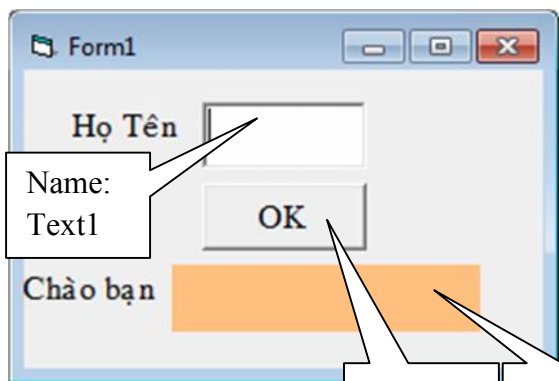 Form1
Họ Tên
Name:
Text1
OK
Chào bạn